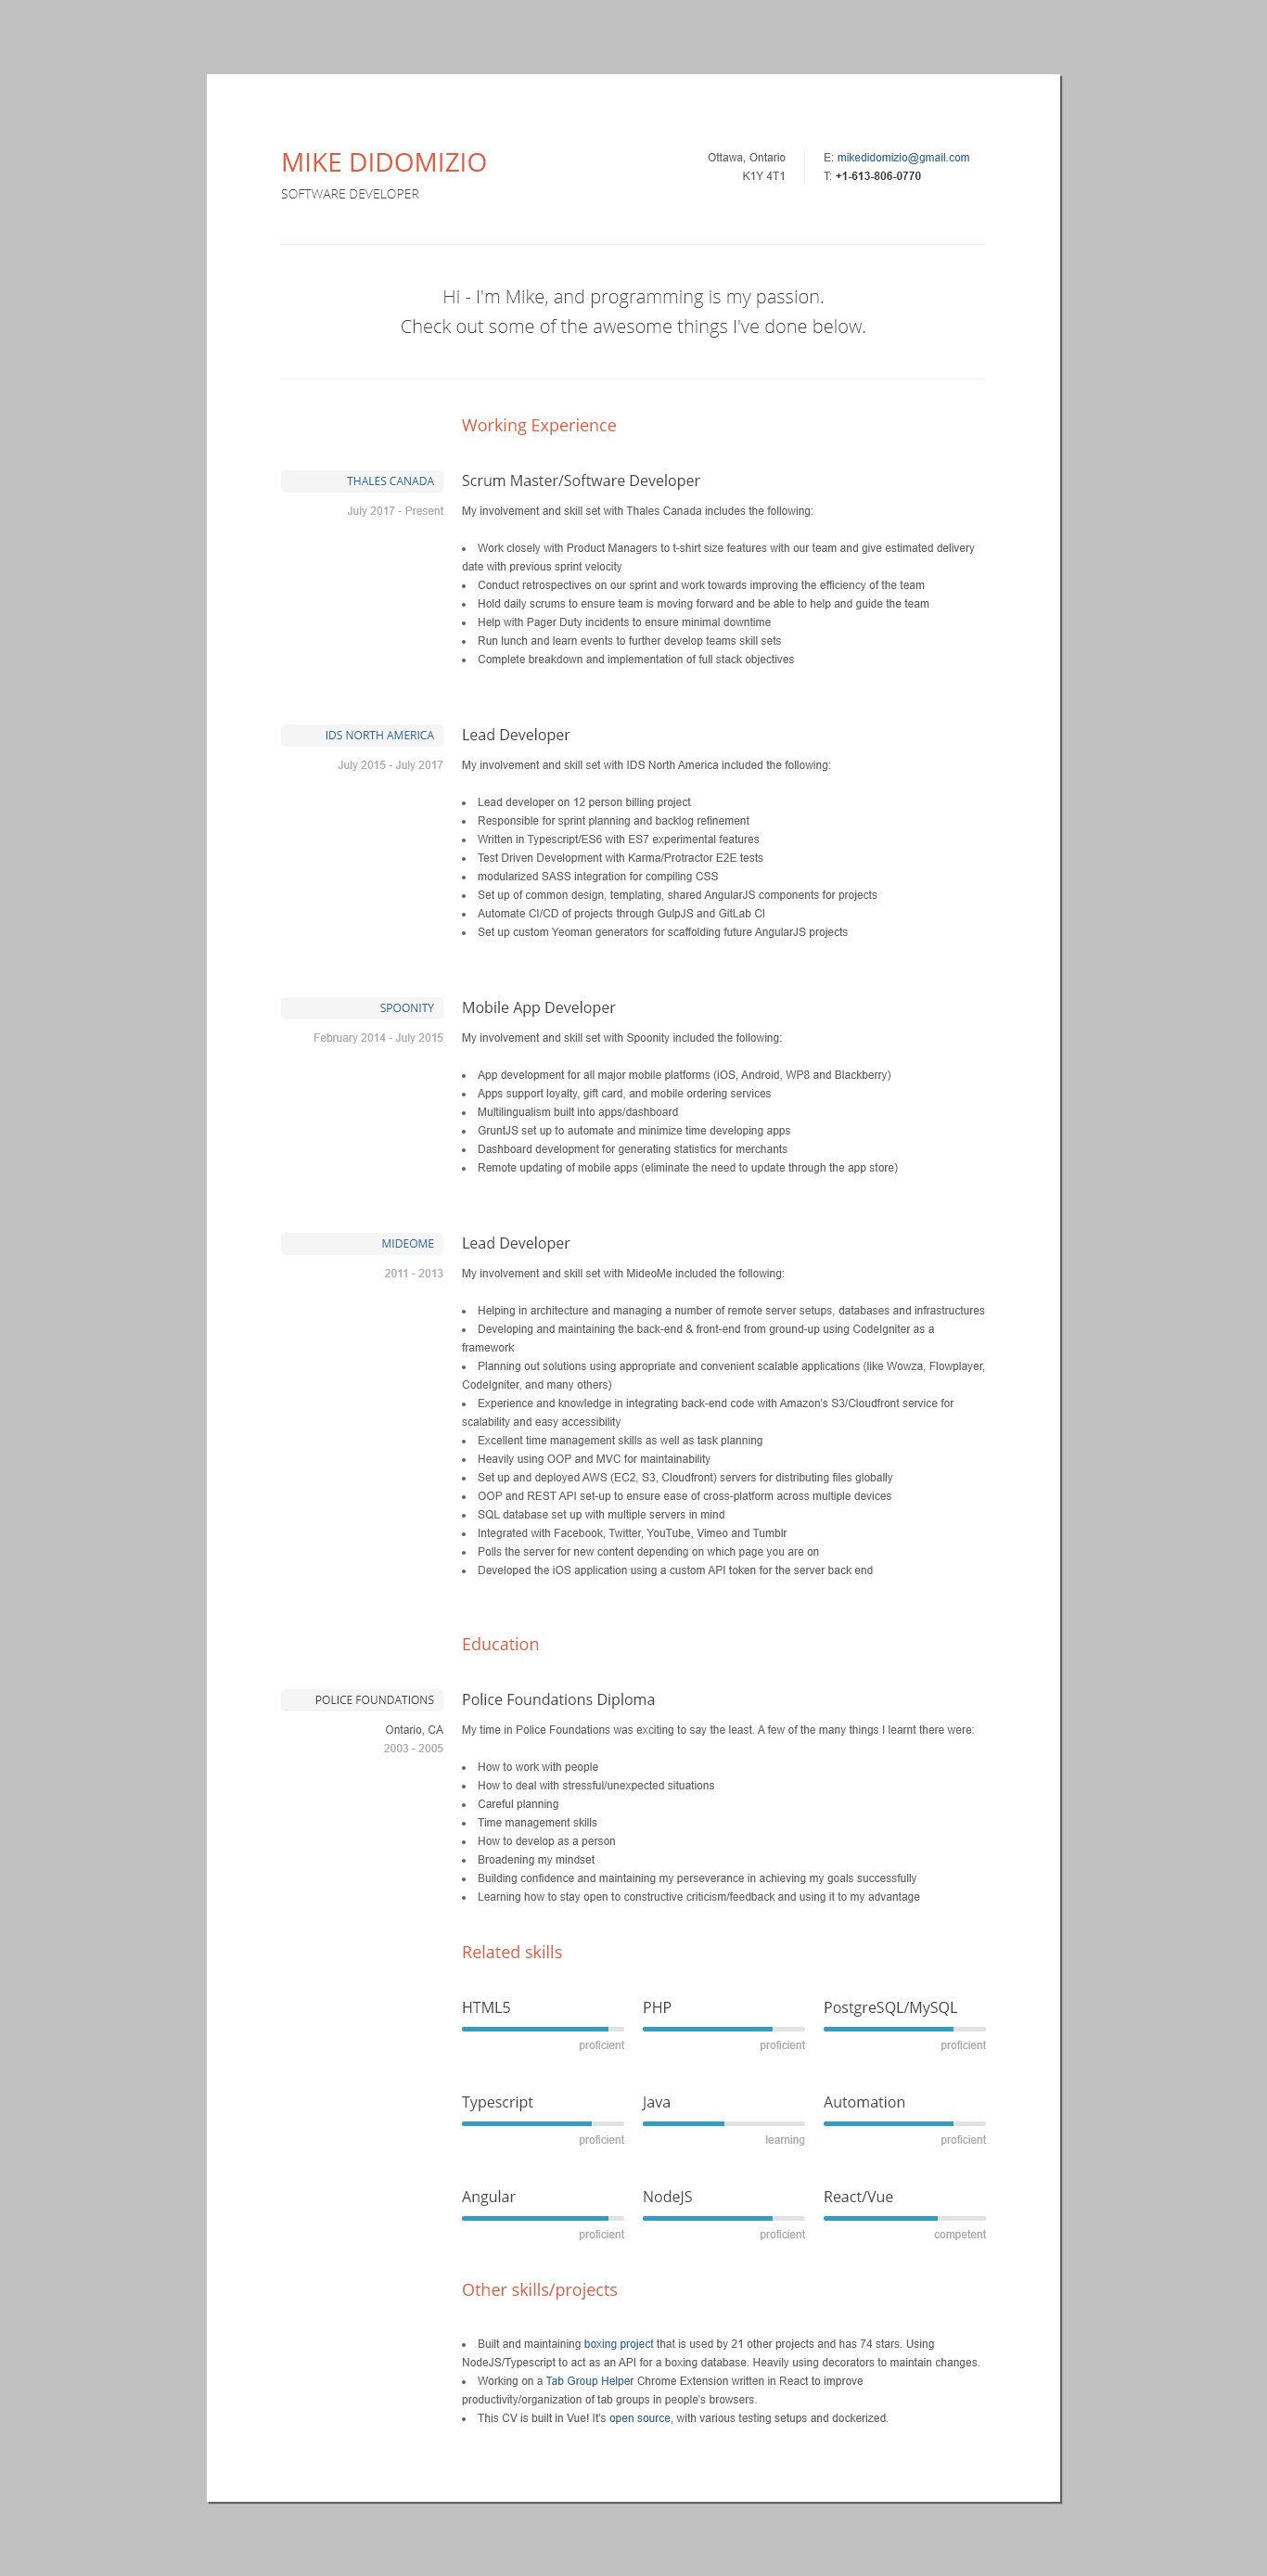 MIKE DIDOMIZIO
SOFTWARE DEVELOPER
Ottawa, Ontario
K1Y 4T1
E: mikedidomizio@gmail.com
T: +1-613-806-0770
Hi - I'm Mike, and programming is my passion.
Check out some of the awesome things I've done below.
Working Experience
THALES CANADA
July 2017 - Present
Scrum Master/Software Developer
My involvement and skill set with Thales Canada includes the following:
• Work closely with Product Managers to t-shirt size features with our team and give estimated delivery
date with previous sprint velocity
• Conduct retrospectives on our sprint and work towards improving the efficiency of the team
• Hold daily scrums to ensure team is moving forward and be able to help and guide the team
• Help with Pager Duty incidents to ensure minimal downtime
• Run lunch and learn events to further develop teams skill sets
• Complete breakdown and implementation of full stack objectives
IDS NORTH AMERICA
July 2015 - July 2017
Lead Developer
My involvement and skill set with IDS North America included the following:
• Lead developer on 12 person billing project
• Responsible for sprint planning and backlog refinement
• Written in Typescript/ES6 with ES7 experimental features
• Test Driven Development with Karma/Protractor E2E tests
• modularized SASS integration for compiling CSS
• Set up of common design, templating, shared AngularJS components for projects
• Automate CI/CD of projects through GulpJS and GitLab CI
• Set up custom Yeoman generators for scaffolding future AngularJS projects
SPOONITY
February 2014 - July 2015
Mobile App Developer
My involvement and skill set with Spoonity included the following:
• App development for all major mobile platforms (iOS, Android, WP8 and Blackberry)
• Apps support loyalty, gift card, and mobile ordering services
• Multilingualism built into apps/dashboard
• GruntJS set up to automate and minimize time developing apps
• Dashboard development for generating statistics for merchants
• Remote updating of mobile apps (eliminate the need to update through the app store)
MIDEOME
2011 - 2013
Lead Developer
My involvement and skill set with MideoMe included the following:
• Helping in architecture and managing a number of remote server setups, databases and infrastructures
• Developing and maintaining the back-end & front-end from ground-up using CodeIgniter as a
framework
• Planning out solutions using appropriate and convenient scalable applications (like Wowza, Flowplayer,
CodeIgniter, and many others)
• Experience and knowledge in integrating back-end code with Amazon's S3/Cloudfront service for
scalability and easy accessibility
• Excellent time management skills as well as task planning
• Heavily using OOP and MVC for maintainability
• Set up and deployed AWS (EC2, S3, Cloudfront) servers for distributing files globally
• OOP and REST API set-up to ensure ease of cross-platform across multiple devices
• SQL database set up with multiple servers in mind
• Integrated with Facebook, Twitter, YouTube, Vimeo and Tumblr
• Polls the server for new content depending on which page you are on
• Developed the iOS application using a custom API token for the server back end
Education
POLICE FOUNDATIONS
Ontario, CA
2003 - 2005
Police Foundations Diploma
My time in Police Foundations was exciting to say the least. A few of the many things I learnt there were:
• How to work with people
• How to deal with stressful/unexpected situations
• Careful planning
• Time management skills
• How to develop as a person
• Broadening my mindset
• Building confidence and maintaining my perseverance in achieving my goals successfully
• Learning how to stay open to constructive criticism/feedback and using it to my advantage
Related skills
HTML5
proficient
PHP
proficient
PostgreSQL/MySQL
proficient
Typescript
proficient
Java
learning
Automation
proficient
Angular
proficient
NodeJS
proficient
React/Vue
competent
Other skills/projects
• Built and maintaining boxing project that is used by 21 other projects and has 74 stars. Using
NodeJS/Typescript to act as an API for a boxing database. Heavily using decorators to maintain changes.
• Working on a Tab Group Helper Chrome Extension written in React to improve
productivity/organization of tab groups in people's browsers.
• This CV is built in Vue! It's open source, with various testing setups and dockerized.